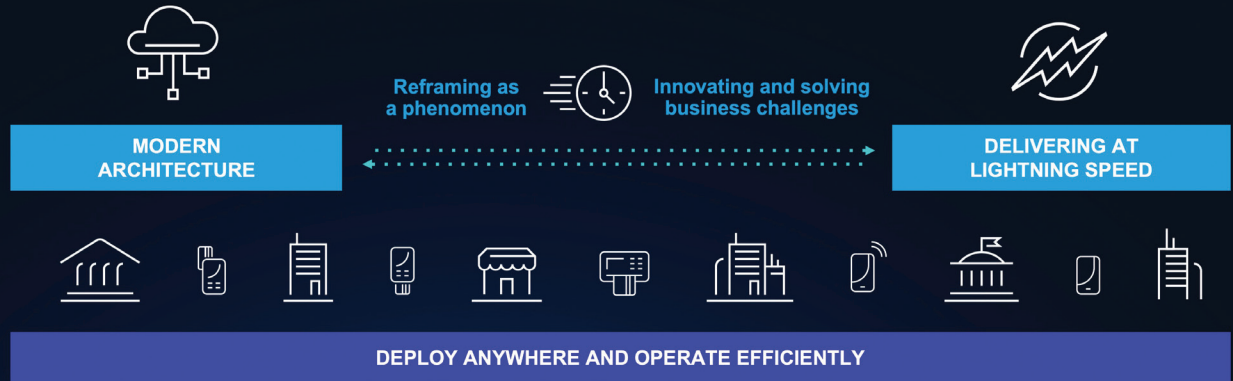 Reframing as
a phenomenon
Innovating and solving
business challenges
MODERN
ARCHITECTURE
DELIVERING AT
LIGHTNING SPEED
DEPLOY ANYWHERE AND OPERATE EFFICIENTLY